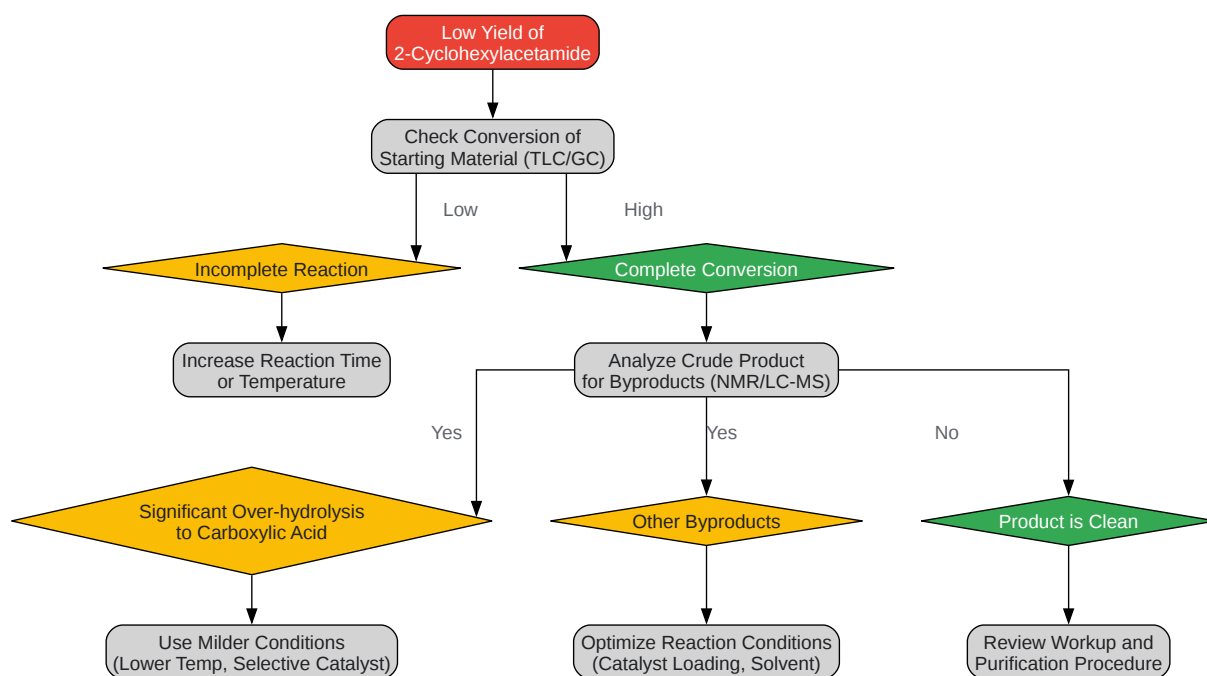 Low Yield of
2-Cyclohexylacetamide
Check Conversion of
Starting Material (TLC/GC)
Low
High
Incomplete Reaction
Complete Conversion
Increase Reaction Time
or Temperature
Analyze Crude Product
for Byproducts (NMR/LC-MS)
Yes
Yes
No
Significant Over-hydrolysis
to Carboxylic Acid
Other Byproducts
Product is Clean
Use Milder Conditions
(Lower Temp, Selective Catalyst)
Optimize Reaction Conditions
(Catalyst Loading, Solvent)
Review Workup and
Purification Procedure